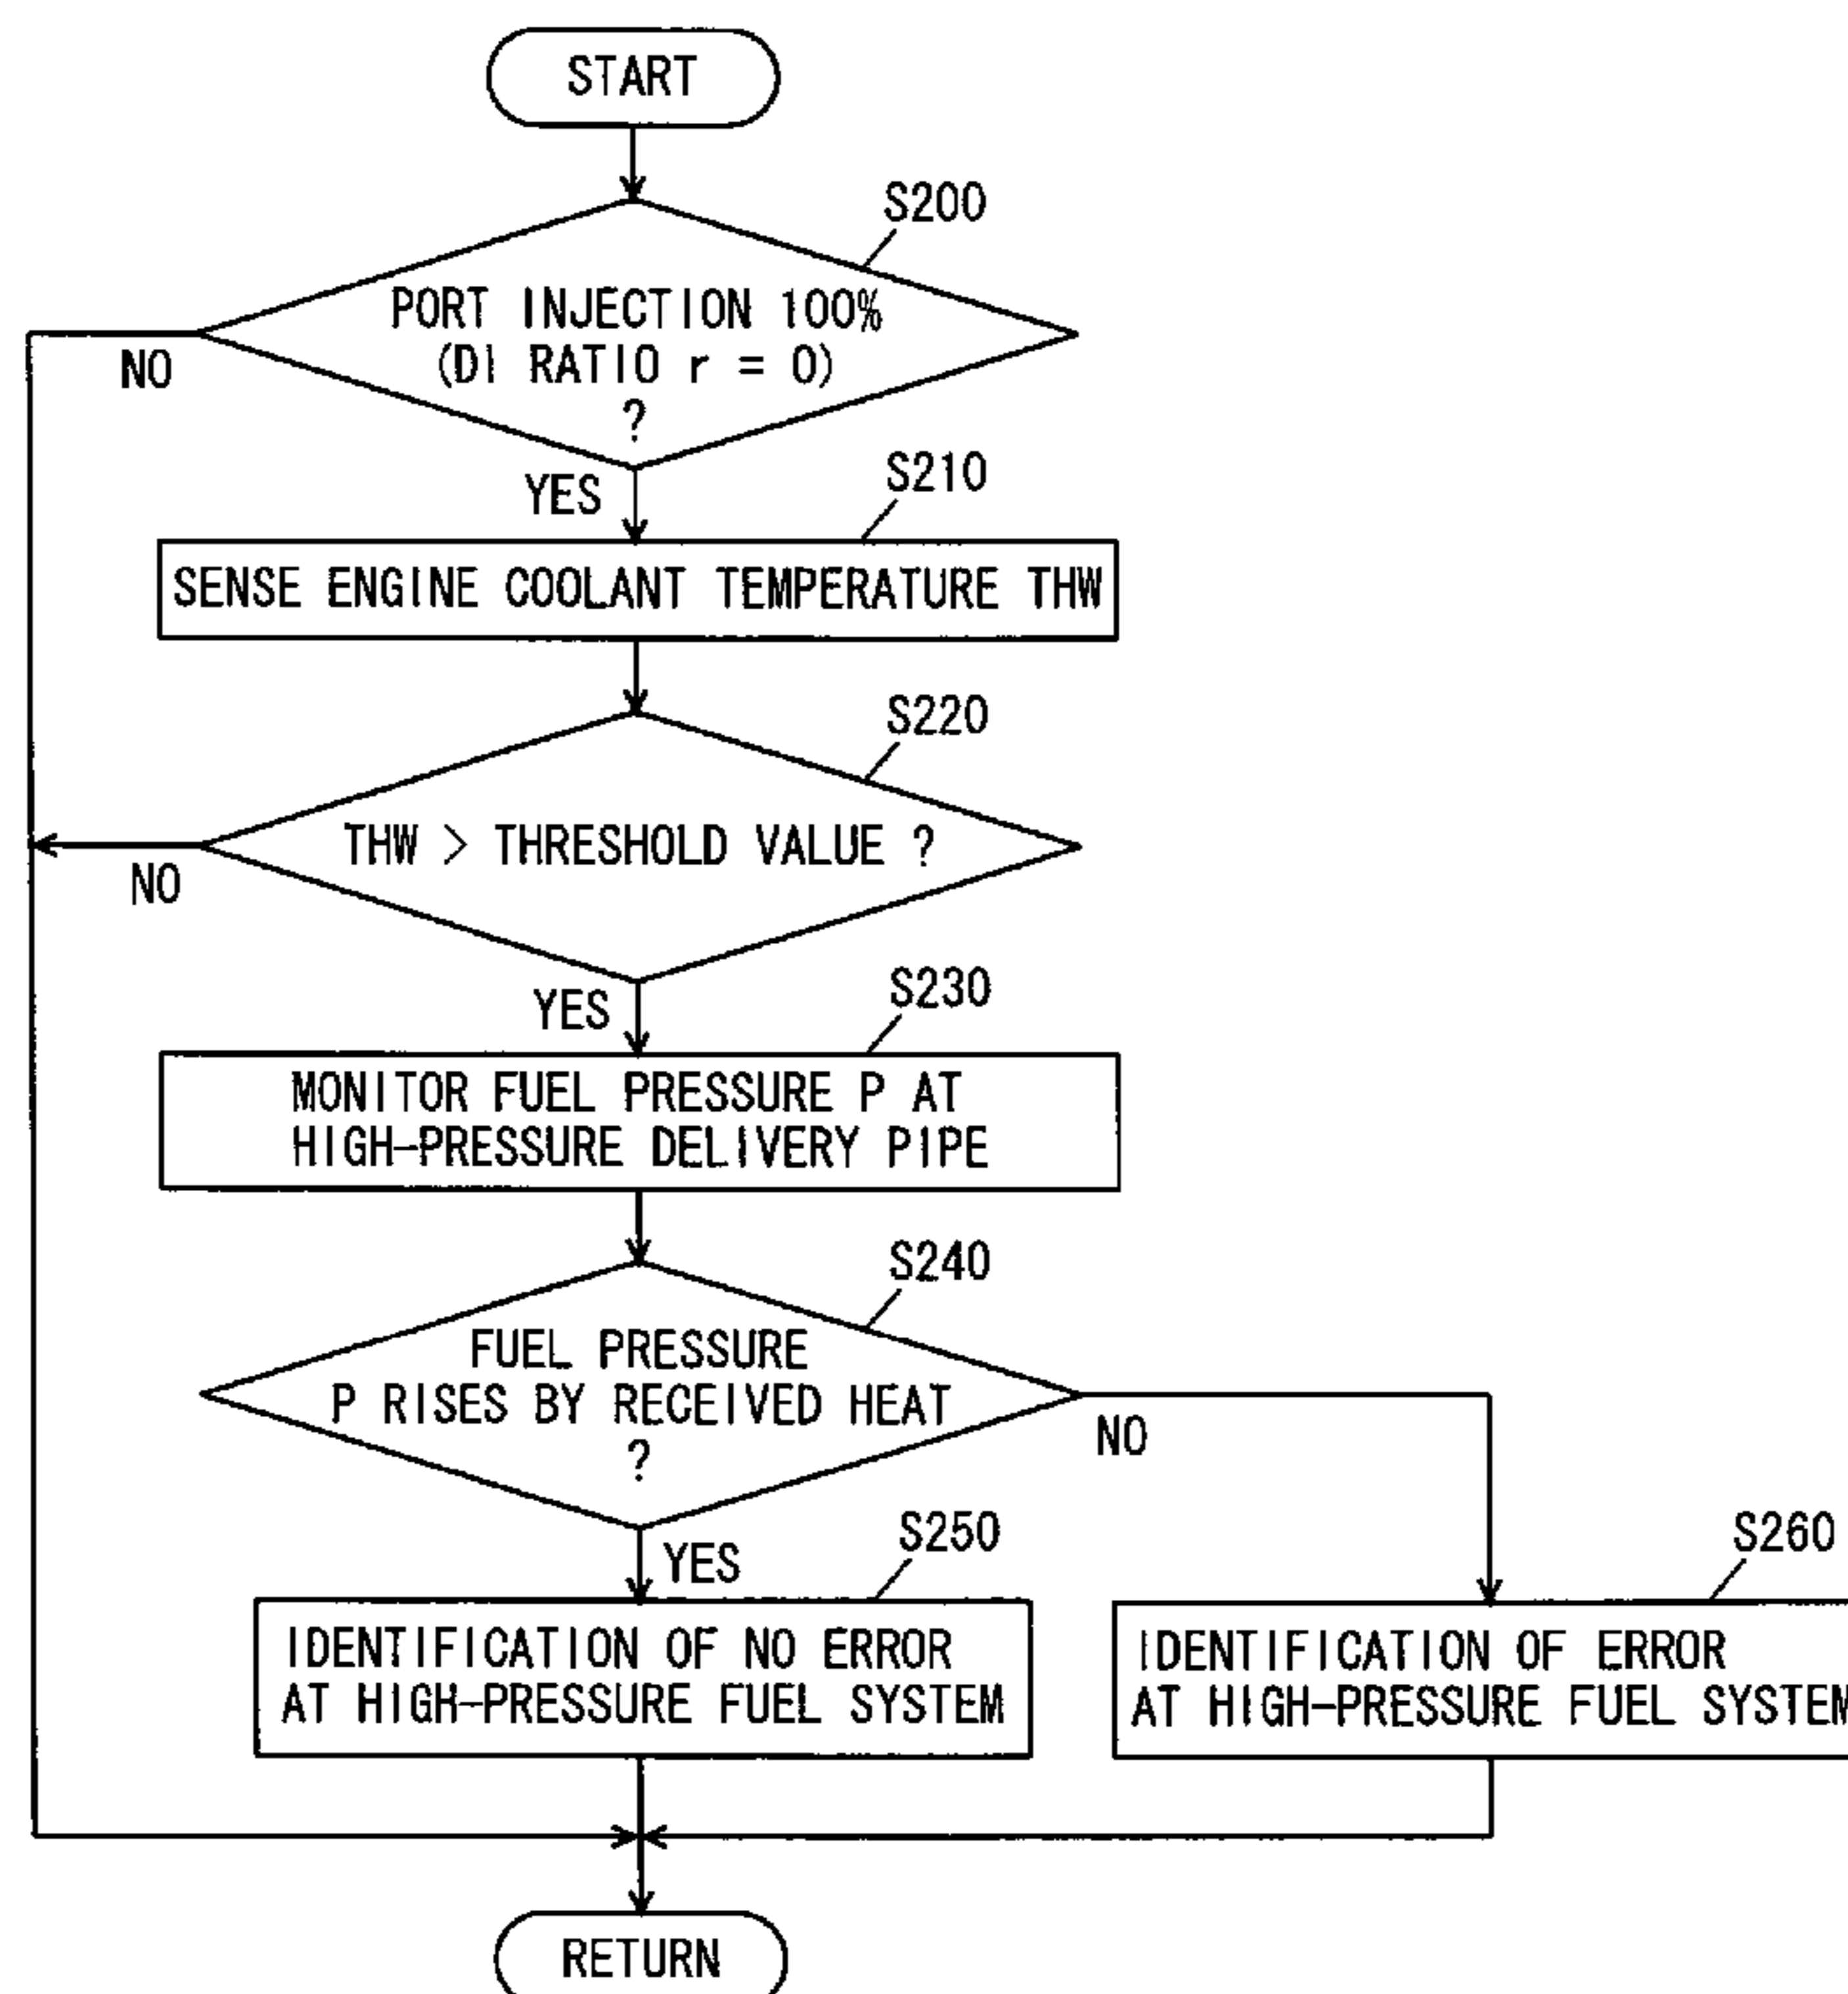 START
S200
PORT INJECTION 100%
(DI RATIO r = 0)
?
NO
YES
S210
SENSE ENGINE COOLANT TEMPERATURE THW
S220
THW > THRESHOLD VALUE ?
NO
YES
S230
MONITOR FUEL PRESSURE P AT
HIGH-PRESSURE DELIVERY PIPE
S240
FUEL PRESSURE
P RISES BY RECEIVED HEAT
?
NO
YES
S250
IDENTIFICATION OF NO ERROR
AT HIGH-PRESSURE FUEL SYSTEM
S260
IDENTIFICATION OF ERROR
AT HIGH-PRESSURE FUEL SYSTEM
RETURN